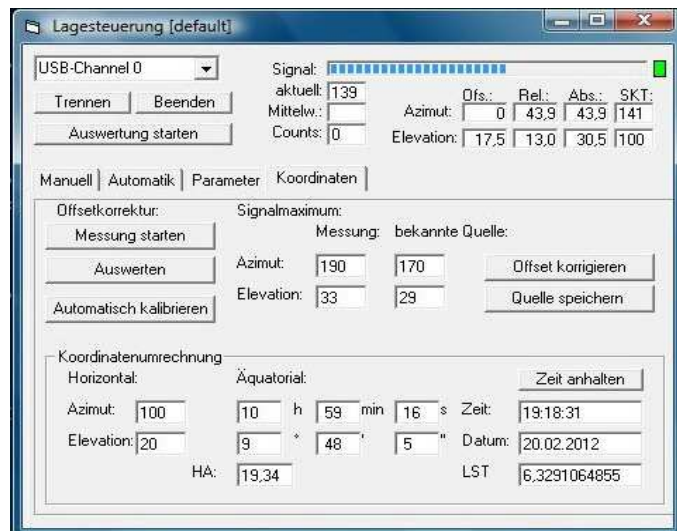 Lagesteuerung [default]
USB-Channel 0
Signal:
Trennen Beenden
aktuell: 139
Ofs.: Rel.: Abs.: SKT:
Mittelw.:
Azimut: 0 43,9 43,9 141
Auswertung starten
Counts: 0
Elevation: 17,5 13,0 30,5 100
Manuell Automatik Parameter Koordinaten
Offsetkorrektur: Signalmaximum:
Messung starten
Messung: bekannte Quelle:
Auswerten
Azimut: 190 170 Offset korrigieren
Automatisch kalibrieren
Elevation: 33 29 Quelle speichern
Koordinatenumrechnung
Horizontal: Äquatorial: Zeit anhalten
Azimut: 100 10 h 59 min 16 s Zeit: 19:18:31
Elevation: 20 9 ° 48 ' 5 " Datum: 20.02.2012
HA: 19,34 LST 6,3291064855